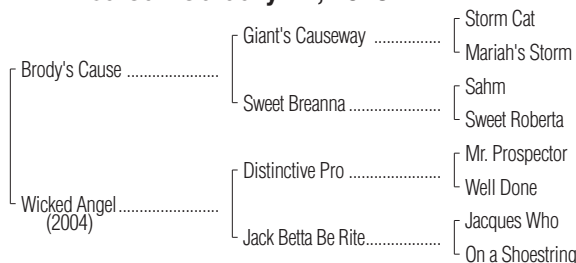 Storm Cat
Giant's Causeway ..................
Mariah's Storm
Brody's Cause .....................
Sahm
Sweet Breanna .....................
Sweet Roberta
Mr. Prospector
Distinctive Pro .....................
Well Done
Wicked Angel .......................
(2004)
Jacques Who
Jack Betta Be Rite.................
On a Shoestring